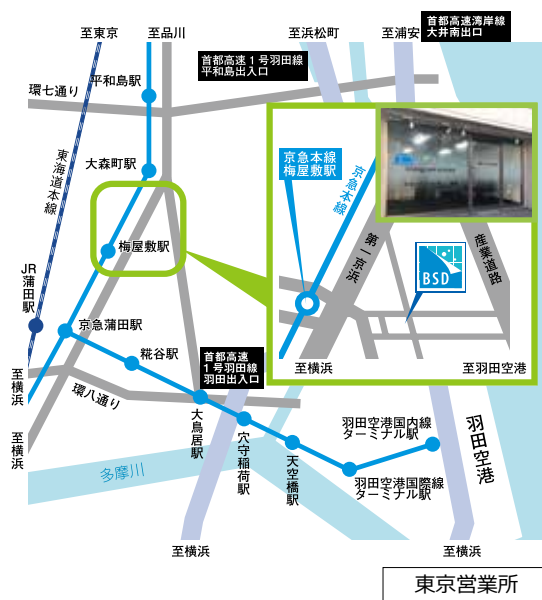 至東京
至品川
至浜松町
至浦安
首都高速湾岸線
大井南出口
首都高速1号羽田線
平和島出入口
平和島駅
環七通り
大森町駅
東海道本線
京急本線
梅屋敷駅
京急本線
第一京浜
産業道路
BSD
梅屋敷駅
JR
蒲田駅
京急蒲田駅
糀谷駅
首都高速
1号羽田線
羽田出入口
至横浜
至羽田空港
至横浜
環八通り
大鳥居駅
穴守稲荷駅
天空橋駅
羽田空港国内線
ターミナル駅
羽田空港
至横浜
多摩川
羽田空港国際線
ターミナル駅
至横浜
至横浜
東京営業所